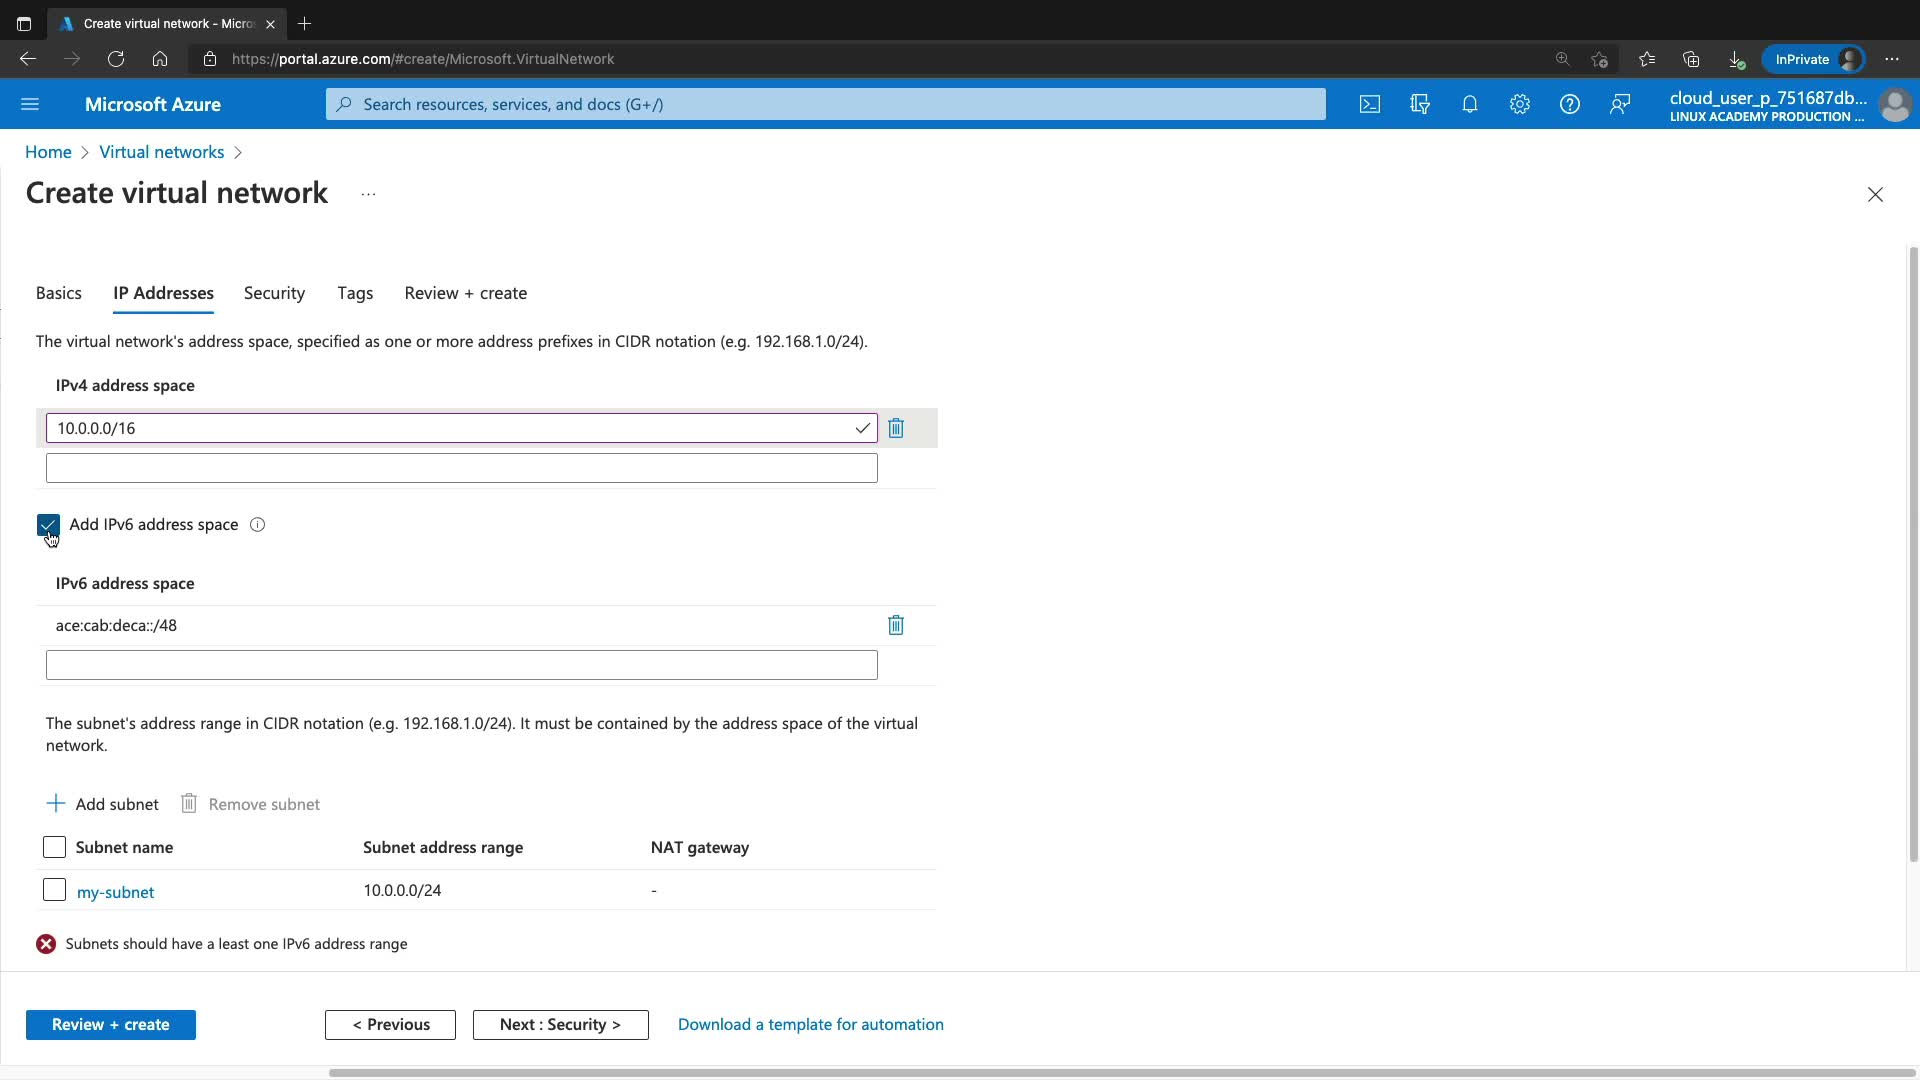 Create virtual network - Micros
https://portal.azure.com/#create/Microsoft.VirtualNetwork
InPrivate
Microsoft Azure
Search resources, services, and docs (G+/)
cloud_user_p_751687db...
LINUX ACADEMY PRODUCTION ...
Home > Virtual networks >
Create virtual network ...
Basics IP Addresses Security Tags Review + create
The virtual network's address space, specified as one or more address prefixes in CIDR notation (e.g. 192.168.1.0/24).
IPv4 address space
10.0.0.0/16
Add IPv6 address space
IPv6 address space
ace:cab:deca::/48
The subnet's address range in CIDR notation (e.g. 192.168.1.0/24). It must be contained by the address space of the virtual
network.
Add subnet Remove subnet
Subnet name Subnet address range NAT gateway
my-subnet 10.0.0.0/24 -
Subnets should have a least one IPv6 address range
Review + create < Previous Next : Security > Download a template for automation